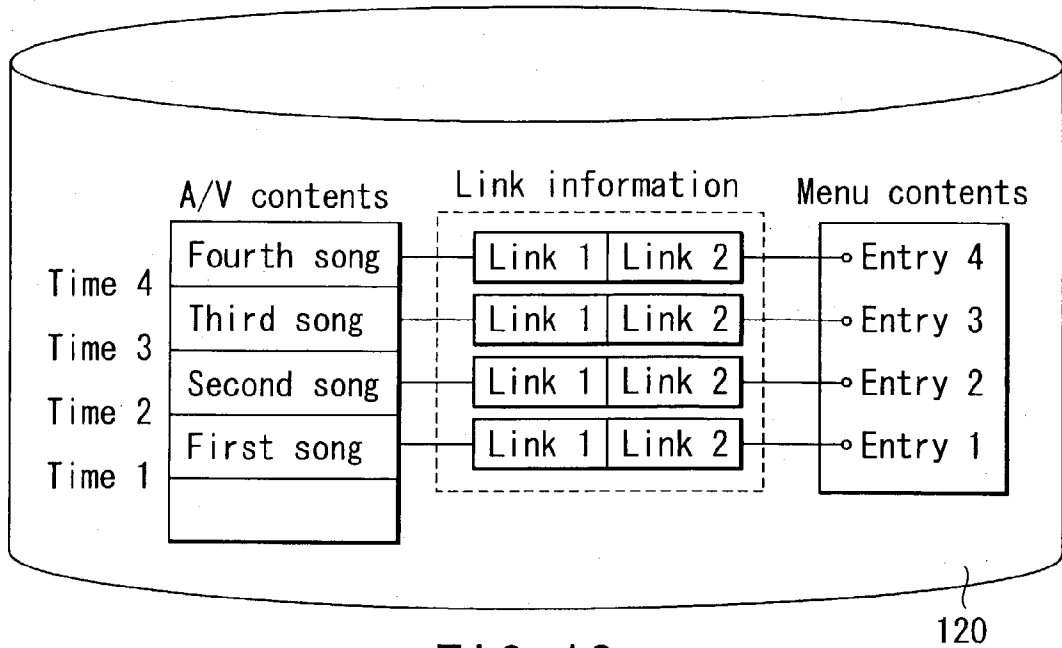 A/V contents
Link information
Menu contents
Fourth song
Link 1
Link 2
Entry 4
Time 4
Third song
Link 1
Link 2
Entry 3
Time 3
Second song
Link 1
Link 2
Entry 2
Time 2
First song
Link 1
Link 2
Entry 1
Time 1
120